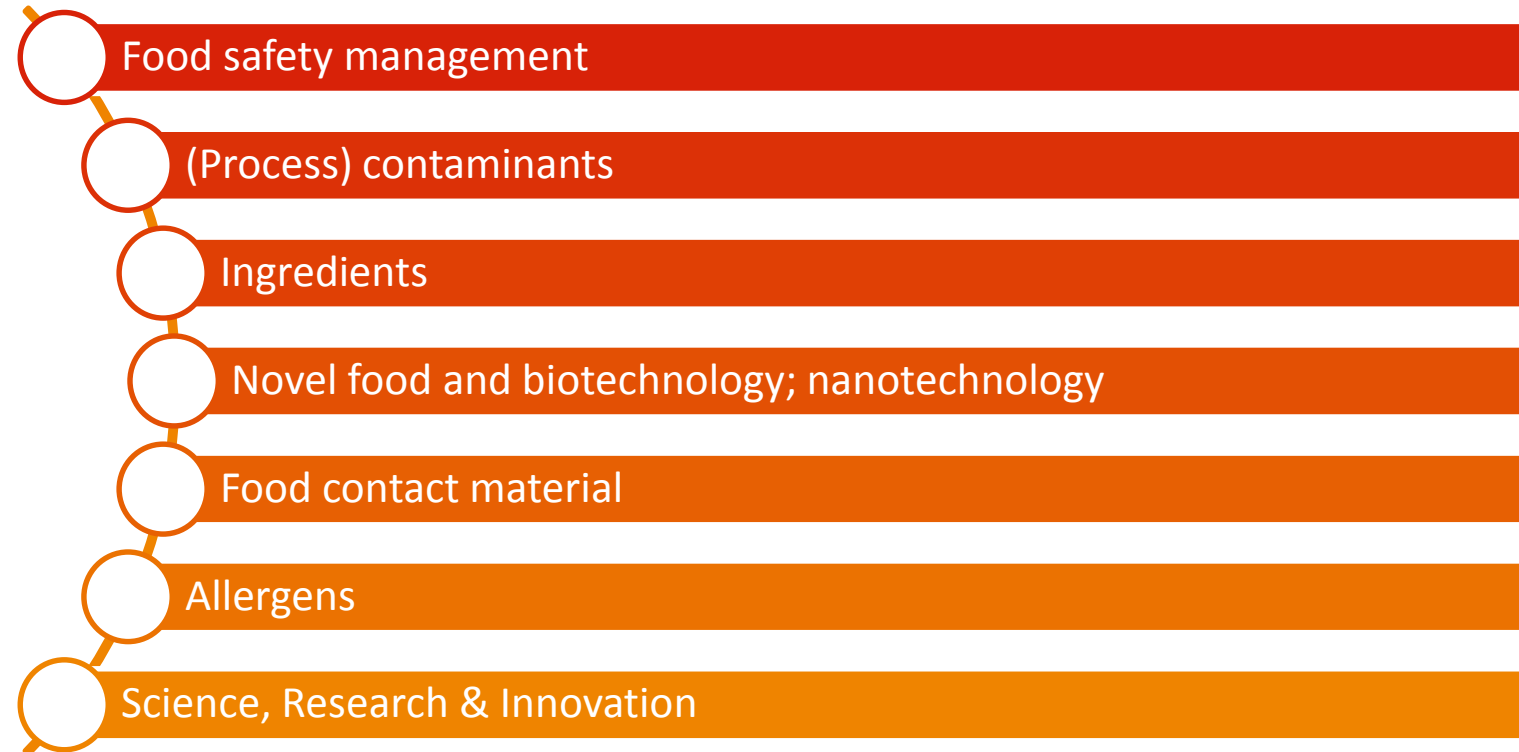 Food safety management
(Process) contaminants
Ingredients
Novel food and biotechnology; nanotechnology
Food contact material
Allergens
Science, Research & Innovation